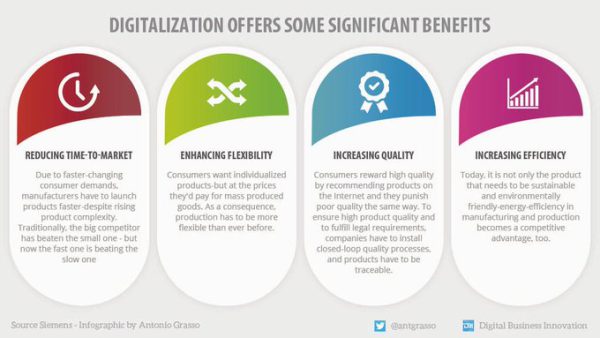 DIGITALIZATION OFFERS SOME SIGNIFICANT BENEFITS
REDUCING TIME-TO-MARKET
Due to faster-changing
consumer demands,
manufacturers have to launch
products faster-despite rising
product complexity.
Traditionally, the big competitor
has beaten the small one - but
now the fast one is beating the
slow one
ENHANCING FLEXIBILITY
Consumers want individualized
products-but at the prices
they'd pay for mass produced
goods. As a consequence,
production has to be more
flexible than ever before.
INCREASING QUALITY
Consumers reward high quality
by recommending products on
the Internet and they punish
poor quality the same way. To
ensure high product quality and
to fulfill legal requirements,
companies have to install
closed-loop quality processes,
and products have to be
traceable.
INCREASING EFFICIENCY
Today, it is not only the product
that needs to be sustainable
and environmentally
friendly-energy-efficiency in
manufacturing and production
becomes a competitive
advantage, too.
Source Siemens - Infographic by Antonio Grasso
@antgrasso
Digital Business Innovation